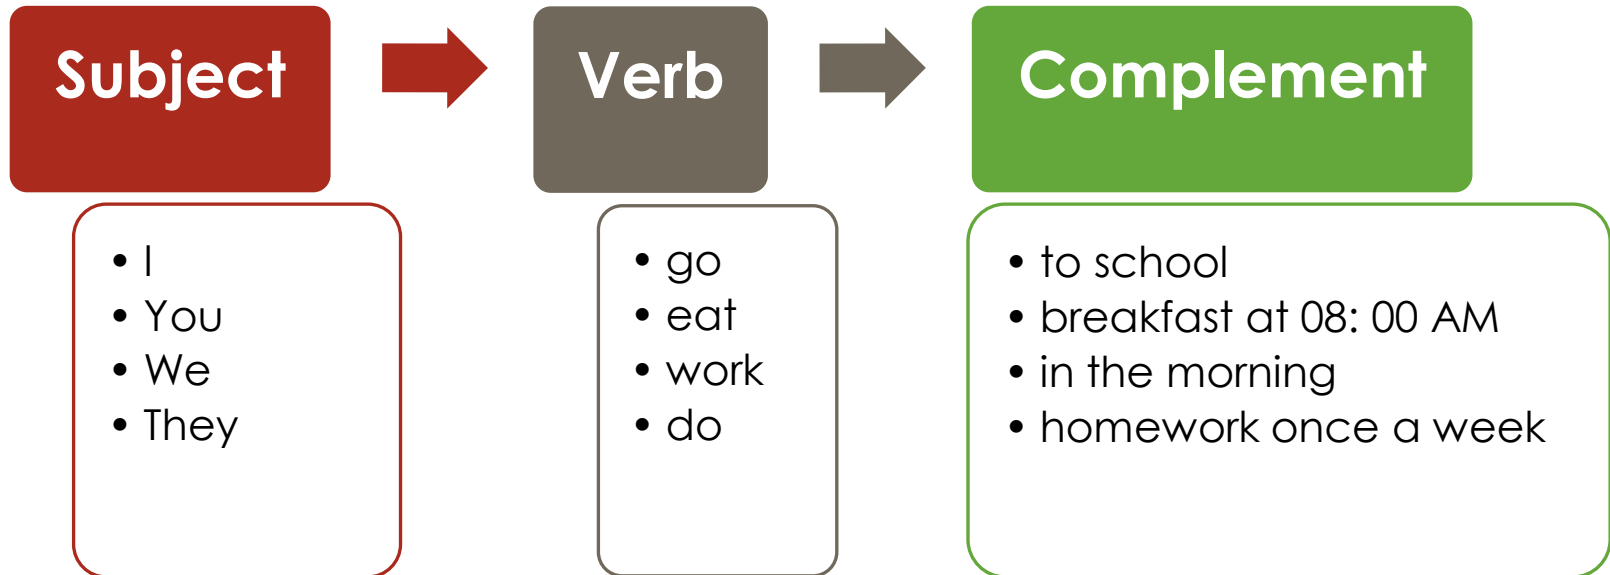 Subject
Verb
Complement
• I
• You
• We
• They
• go
• eat
• work
• do
• to school
• breakfast at 08: 00 AM
• in the morning
• homework once a week